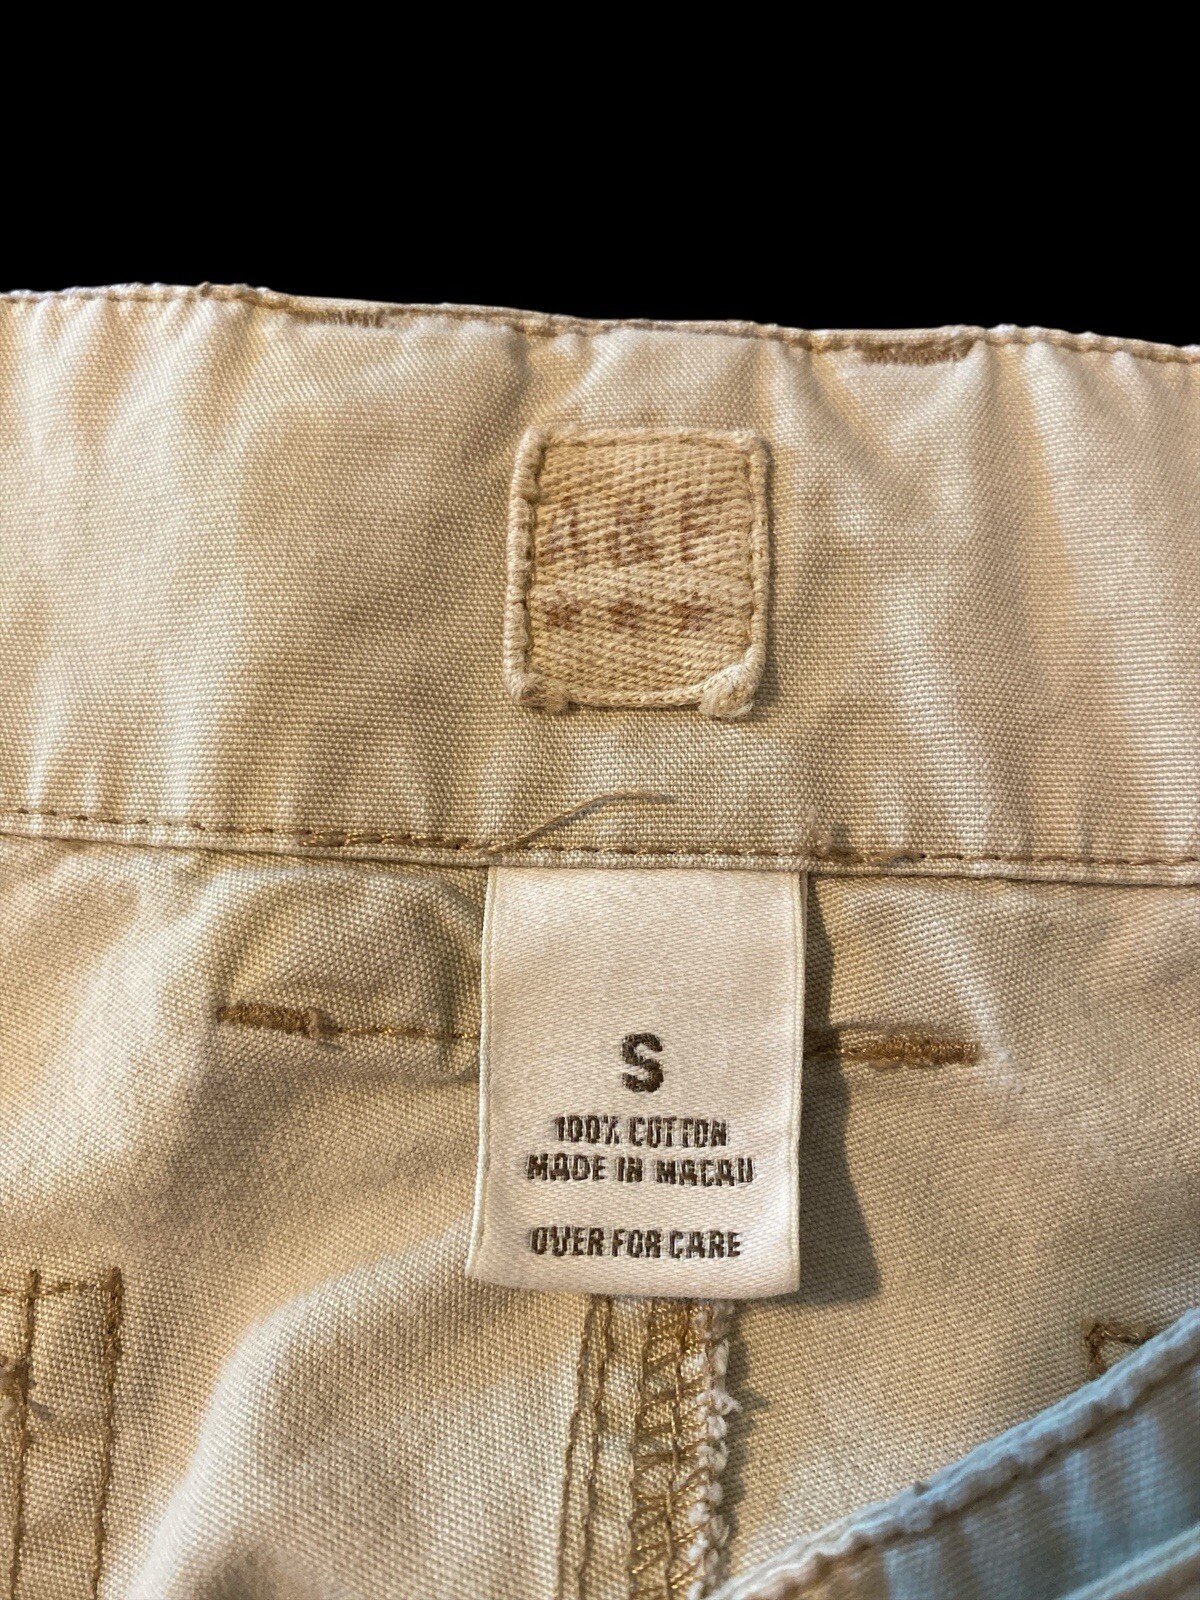 S
100% COTTON
MADE IN MACAU
OVER FOR CARE